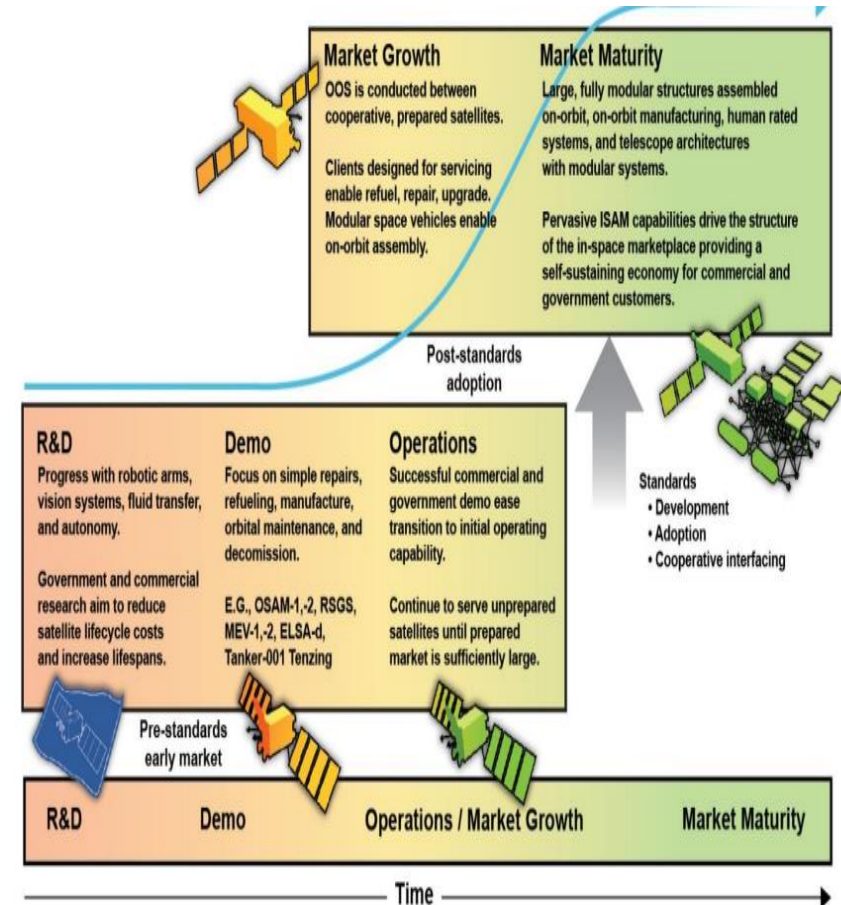 Market Growth
OOS is conducted between
cooperative, prepared satellites.
Clients designed for servicing
enable refuel, repair, upgrade.
Modular space vehicles enable
on-orbit assembly.
Market Maturity
Large, fully modular structures assembled
on-orbit, on-orbit manufacturing, human rated
systems, and telescope architectures
with modular systems.
Pervasive ISAM capabilities drive the structure
of the in-space marketplace providing a
self-sustaining economy for commercial and
government customers.
Post-standards
adoption
R&D
Progress with robotic arms,
vision systems, fluid transfer,
and autonomy.
Government and commercial
research aim to reduce
satellite lifecycle costs
and increase lifespans.
Demo
Focus on simple repairs,
refueling, manufacture,
orbital maintenance, and
decomission.
E.G., OSAM-1,-2, RSGS,
MEV-1,-2, ELSA-d,
Tanker-001 Tenzing
Operations
Successful commercial and
government demo ease
transition to initial operating
capability.
Continue to serve unprepared
satellites until prepared
market is sufficiently large.
Standards
• Development
• Adoption
• Cooperative interfacing
Pre-standards
early market
R&D
Demo
Operations / Market Growth
Market Maturity
Time